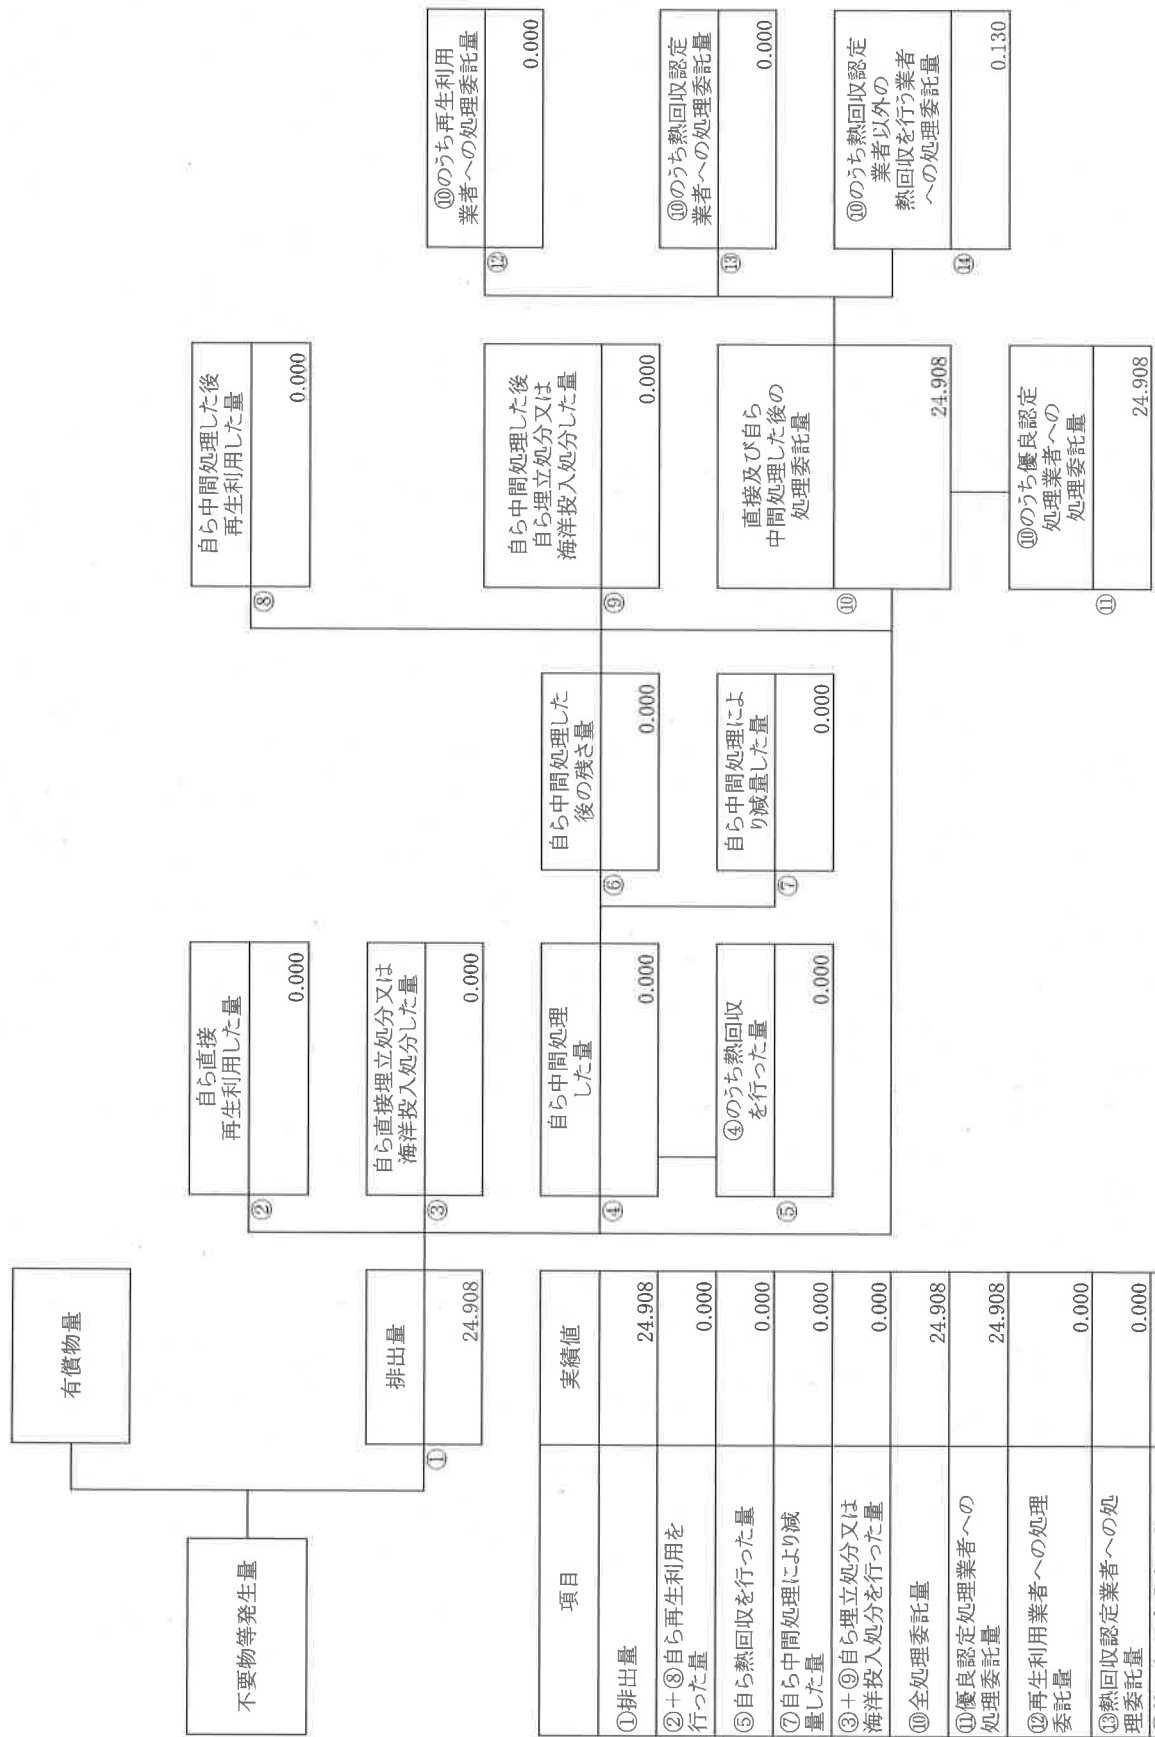 不要物等発生量
有償物量
排出量
①
24.908
自ら直接
再生利用した量
②
0.000
自ら直接埋立処分又は
海洋投入処分した量
③
0.000
自ら中間処理
した量
④
0.000
④のうち熱回収
を行った量
⑤
0.000
自ら中間処理した
後の残さ量
⑥
0.000
自ら中間処理によ
り減量した量
⑦
0.000
自ら中間処理した後
再生利用した量
⑧
0.000
自ら中間処理した後
自ら埋立処分又は
海洋投入処分した量
⑨
0.000
直接及び自ら
中間処理した後の
処理委託量
⑩
24.908
⑩のうち優良認定
処理業者への
処理委託量
⑪
24.908
⑩のうち再生利用
業者への処理委託量
⑫
0.000
⑩のうち熱回収認定
業者への処理委託量
⑬
0.000
⑩のうち熱回収認定
業者以外の
熱回収を行う業者
への処理委託量
⑭
0.130
項目 実績値
①排出量 24.908
②+⑧自ら再生利用を
行った量 0.000
⑤自ら熱回収を行った量 0.000
⑦自ら中間処理により減
量した量 0.000
③+⑨自ら埋立処分又は
海洋投入処分を行った量 0.000
⑩全処理委託量 24.908
⑪優良認定処理業者への
処理委託量 24.908
⑫再生利用業者への処理
委託量 0.000
⑬熱回収認定業者への処
理委託量 0.000